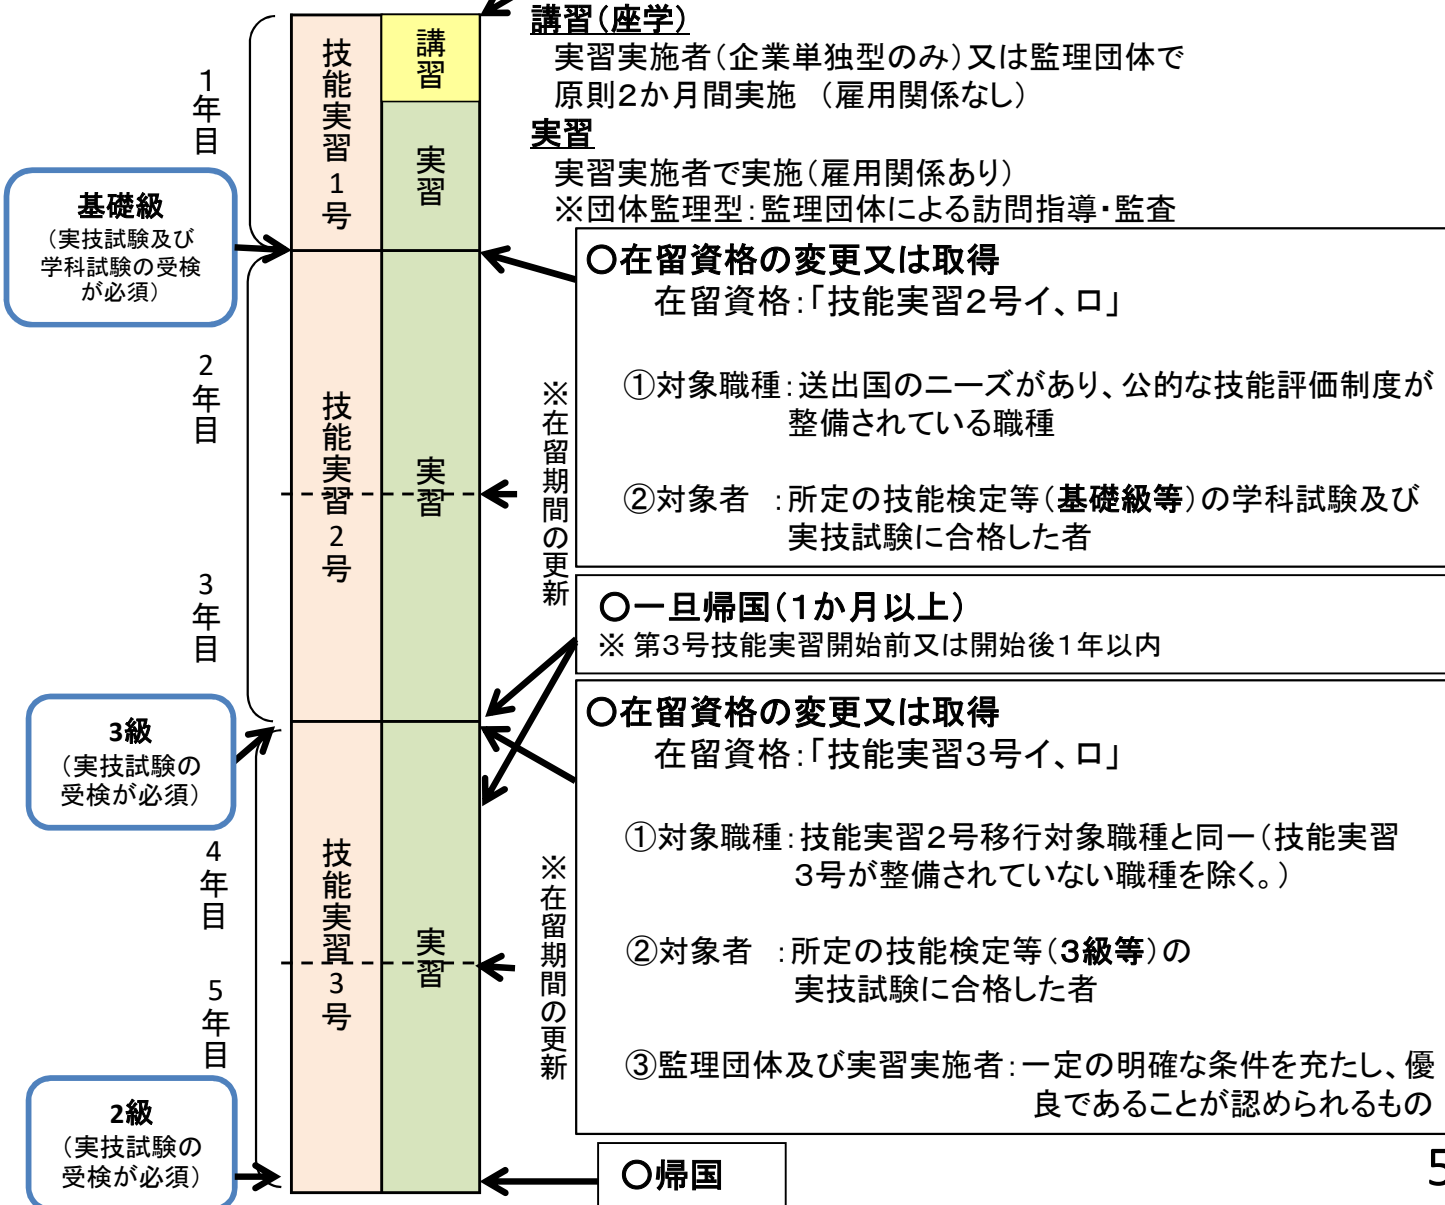 講習(座学)
実習実施者(企業単独型のみ)又は監理団体で
原則2か月間実施 (雇用関係なし)
実習
実習実施者で実施(雇用関係あり)
※団体監理型:監理団体による訪問指導・監査
1年目
技能実習1号
講習
実習
基礎級
(実技試験及び
学科試験の受検
が必須)
○在留資格の変更又は取得
在留資格:「技能実習2号イ、ロ」
①対象職種:送出国のニーズがあり、公的な技能評価制度が
整備されている職種
②対象者 :所定の技能検定等(基礎級等)の学科試験及び
実技試験に合格した者
2年目
3年目
技能実習2号
実習
※在留期間の更新
○一旦帰国(1か月以上)
※ 第3号技能実習開始前又は開始後1年以内
3級
(実技試験の
受検が必須)
○在留資格の変更又は取得
在留資格:「技能実習3号イ、ロ」
①対象職種:技能実習2号移行対象職種と同一(技能実習
3号が整備されていない職種を除く。)
②対象者 :所定の技能検定等(3級等)の
実技試験に合格した者
③監理団体及び実習実施者:一定の明確な条件を充たし、優
良であることが認められるもの
4年目
5年目
技能実習3号
実習
※在留期間の更新
2級
(実技試験の
受検が必須)
○帰国
5